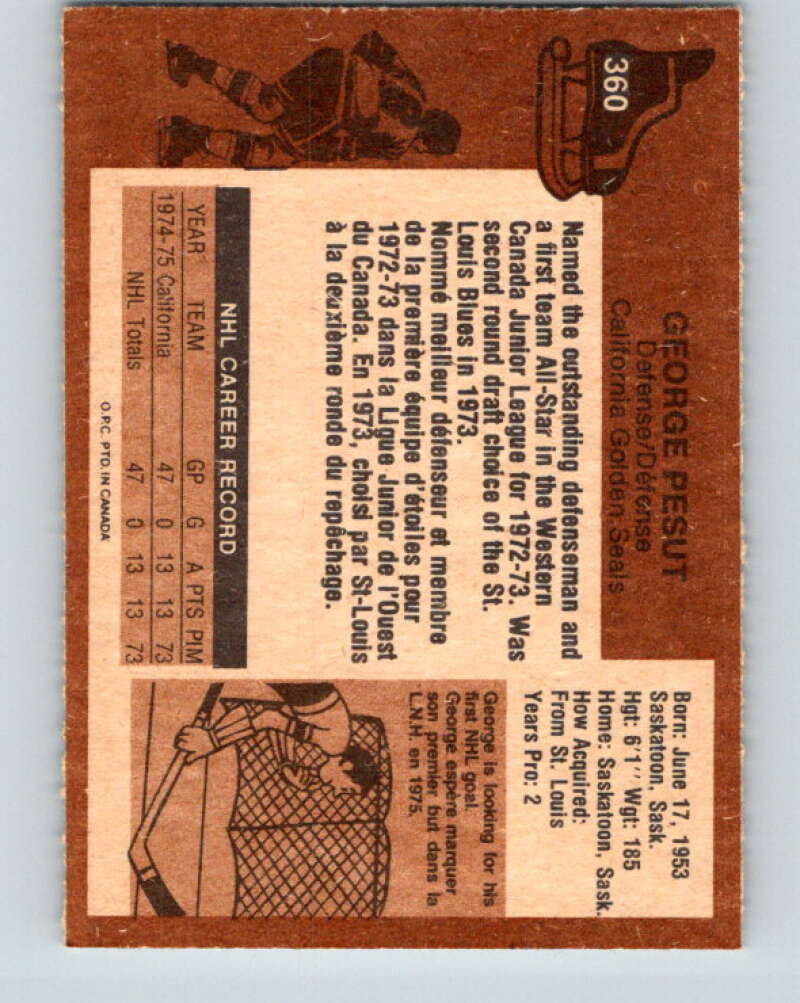 360
GEORGE PESUT
Defense/Défense
California Golden Seals
Born: June 17, 1953
Saskatoon, Sask.
Hgt: 6'1'' Wgt: 185
Home: Saskatoon, Sask.
How Acquired:
From St. Louis
Years Pro: 2
Named the outstanding defenseman and
a first team All-Star in the Western
Canada Junior League for 1972-73. Was
second round draft choice of the St.
Louis Blues in 1973.
Nommé meilleur défenseur et membre
de la première équipe d'étoiles pour
1972-73 dans la Ligue Junior de l'Ouest
du Canada. En 1973, choisi par St-Louis
à la deuxième ronde du repêchage.
George is looking for his
first NHL goal.
George espère marquer
son premier but dans la
L.N.H. en 1975.
NHL CAREER RECORD
YEAR TEAM GP G A PTS PIM
1974-75 California 47 0 13 13 73
NHL Totals 47 0 13 13 73
O.P.C. PTD. IN CANADA